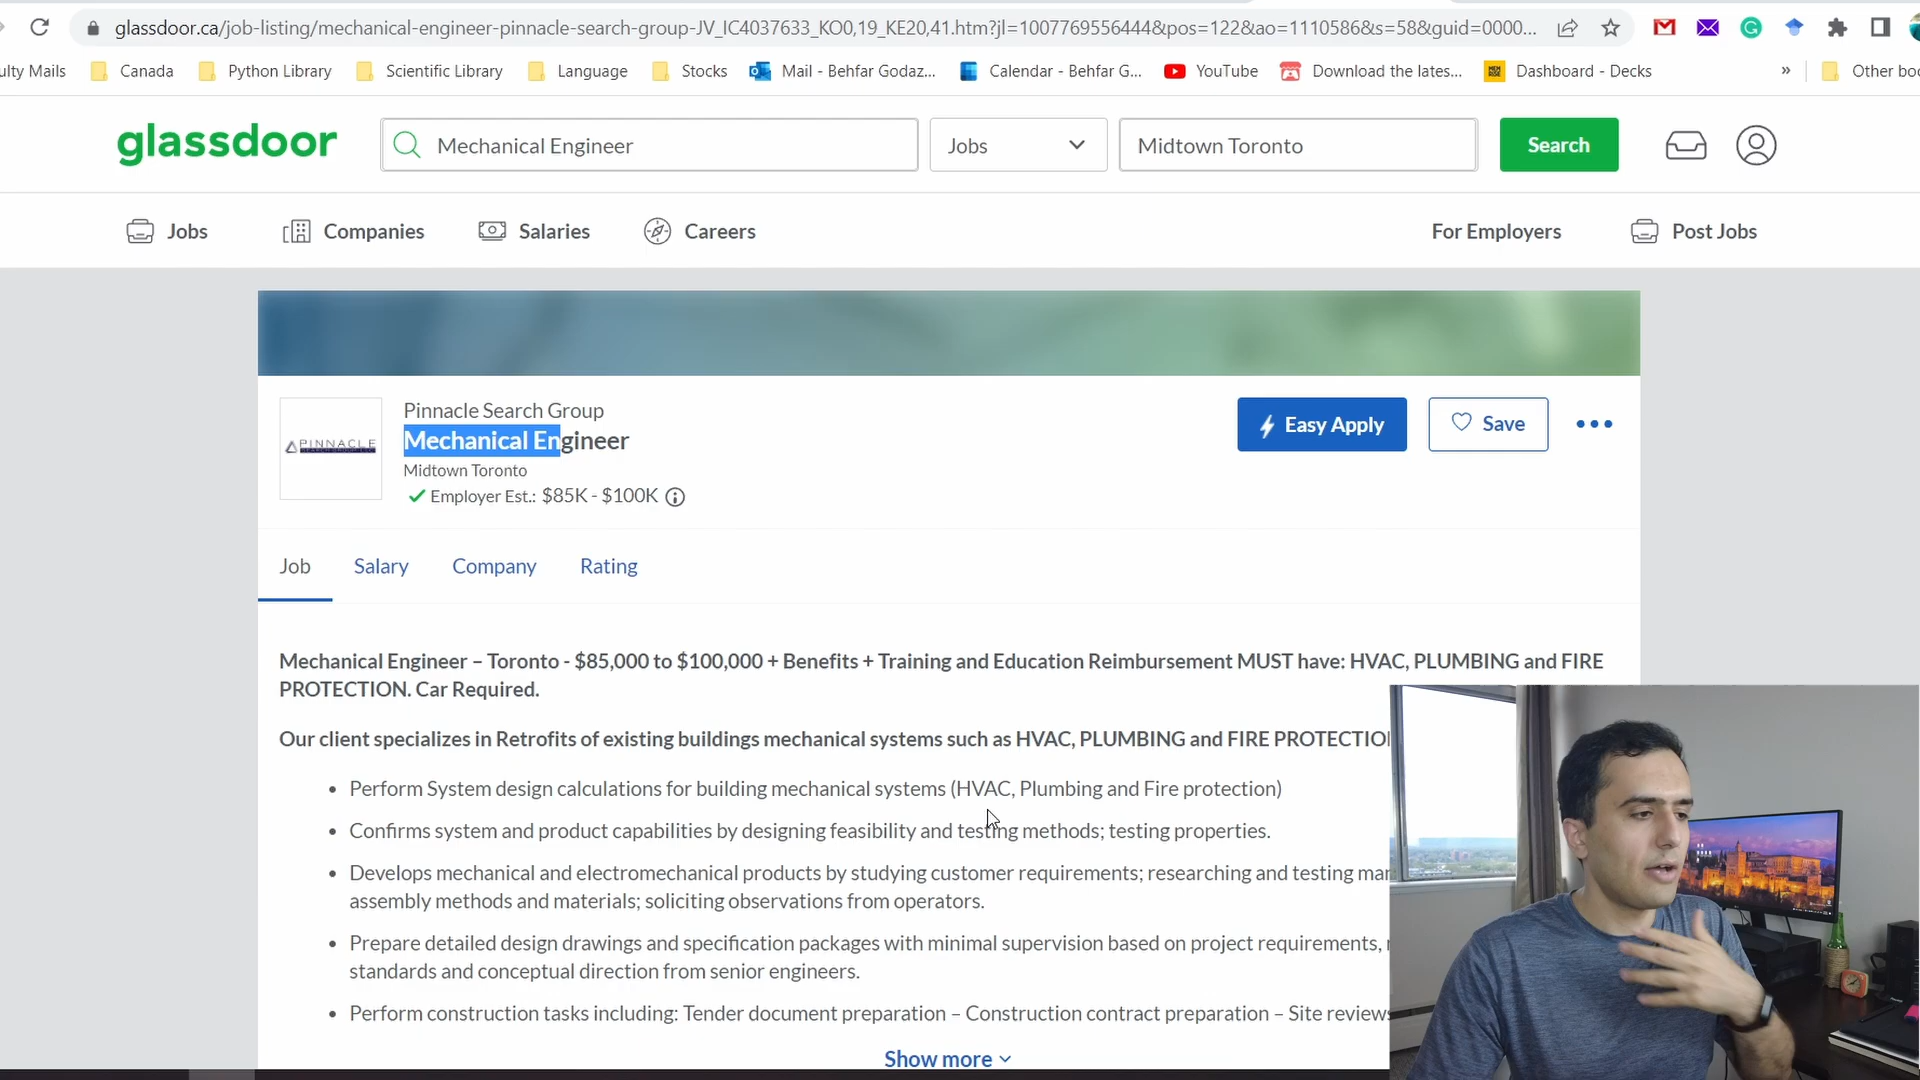 glassdoor.ca/job-listing/mechanical-engineer-pinnacle-search-group-JV_IC4037633_KO0,19_KE20,41.htm?jl=1007769556444&pos=122&ao=1110586&s=58&guid=0000...
ulty Mails Canada Python Library Scientific Library Language Stocks Mail - Behfar Godaz... Calendar - Behfar G... YouTube Download the lates... Dashboard - Decks » Other boo
glassdoor Mechanical Engineer Jobs Midtown Toronto Search
Jobs Companies Salaries Careers For Employers Post Jobs
Pinnacle Search Group
PINNACLE
Mechanical Engineer
Midtown Toronto
Employer Est.: $85K - $100K
Easy Apply Save
Job Salary Company Rating
Mechanical Engineer – Toronto - $85,000 to $100,000 + Benefits + Training and Education Reimbursement MUST have: HVAC, PLUMBING and FIRE
PROTECTION. Car Required.
Our client specializes in Retrofits of existing buildings mechanical systems such as HVAC, PLUMBING and FIRE PROTECTIO
• Perform System design calculations for building mechanical systems (HVAC, Plumbing and Fire protection)
• Confirms system and product capabilities by designing feasibility and testing methods; testing properties.
• Develops mechanical and electromechanical products by studying customer requirements; researching and testing ma
assembly methods and materials; soliciting observations from operators.
• Prepare detailed design drawings and specification packages with minimal supervision based on project requirements,
standards and conceptual direction from senior engineers.
• Perform construction tasks including: Tender document preparation – Construction contract preparation – Site reviews
Show more